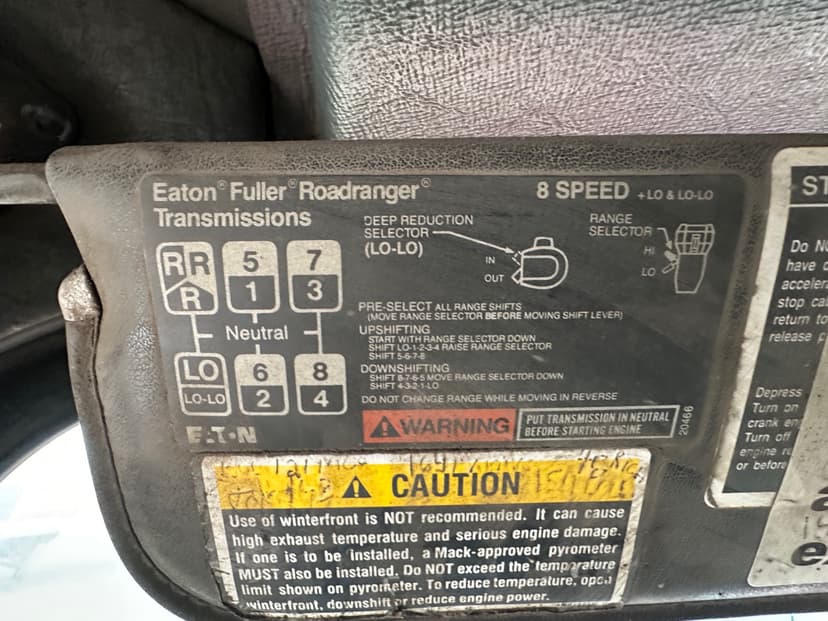 Eaton® Fuller® Roadranger®
Transmissions
8 SPEED +LO & LO-LO
DEEP REDUCTION
SELECTOR
(LO-LO)
IN
OUT
RANGE
SELECTOR
HI
LO
R R 5 7
R 1 3
Neutral
LO 6 8
LO-LO 2 4
PRE-SELECT ALL RANGE SHIFTS
(MOVE RANGE SELECTOR BEFORE MOVING SHIFT LEVER)
UPSHIFTING
START WITH RANGE SELECTOR DOWN
SHIFT LO-1-2-3-4 RAISE RANGE SELECTOR
SHIFT 5-6-7-8
DOWNSHIFTING
SHIFT 8-7-6-5 MOVE RANGE SELECTOR DOWN
SHIFT 4-3-2-1-LO
DO NOT CHANGE RANGE WHILE MOVING IN REVERSE
WARNING
PUT TRANSMISSION IN NEUTRAL
BEFORE STARTING ENGINE
20466
EATON
CAUTION
Use of winterfront is NOT recommended. It can cause
high exhaust temperature and serious engine damage.
If one is to be installed, a Mack-approved pyrometer
MUST also be installed. Do NOT exceed the temperature
limit shown on pyrometer. To reduce temperature, open
winterfront, downshift or reduce engine power.
ST
Do N
have
acceler
stop ca
return to
release p
Depress
Turn on
crank en
Turn off
engine
or before